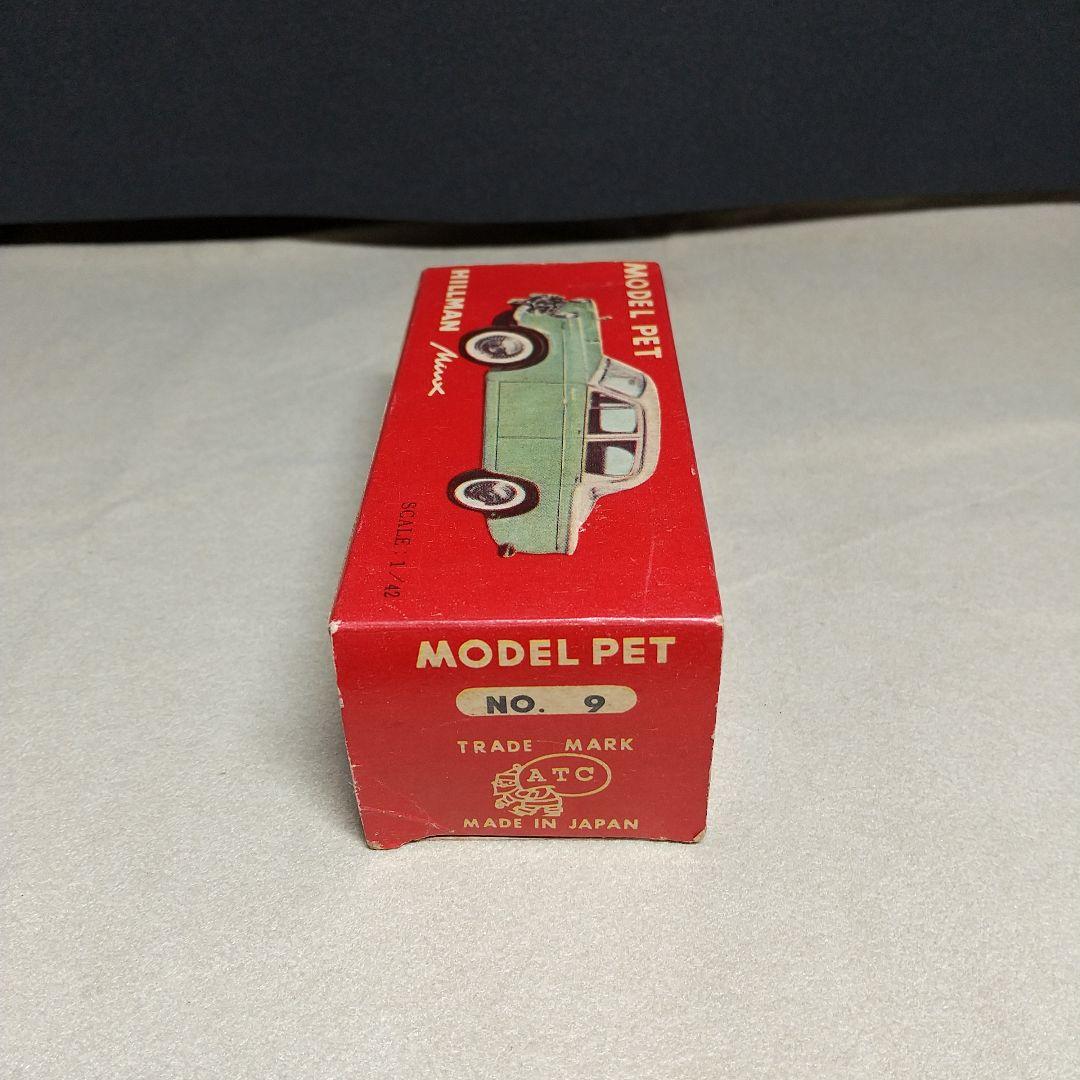 MODEL PET
HILLMAN Minx
SCALE: 1/42
MODEL PET
NO. 9
TRADE MARK
ATC
MADE IN JAPAN